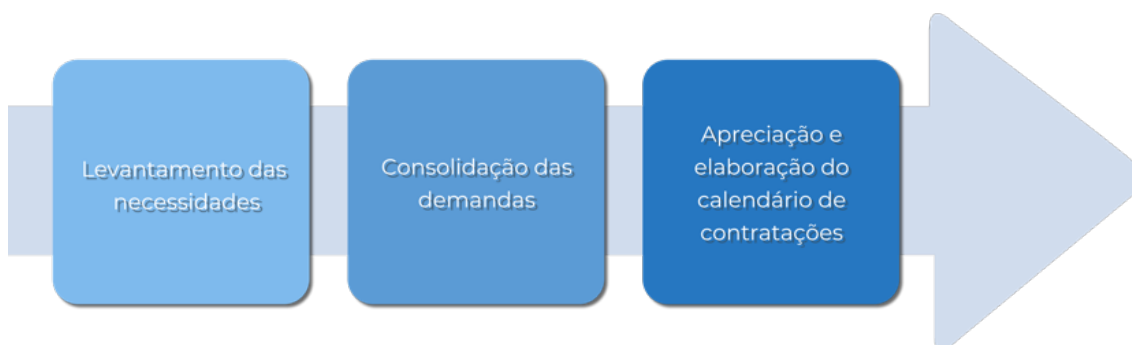 Levantamento das
necessidades
Consolidação das
demandas
Apreciação e
elaboração do
calendário de
contratações